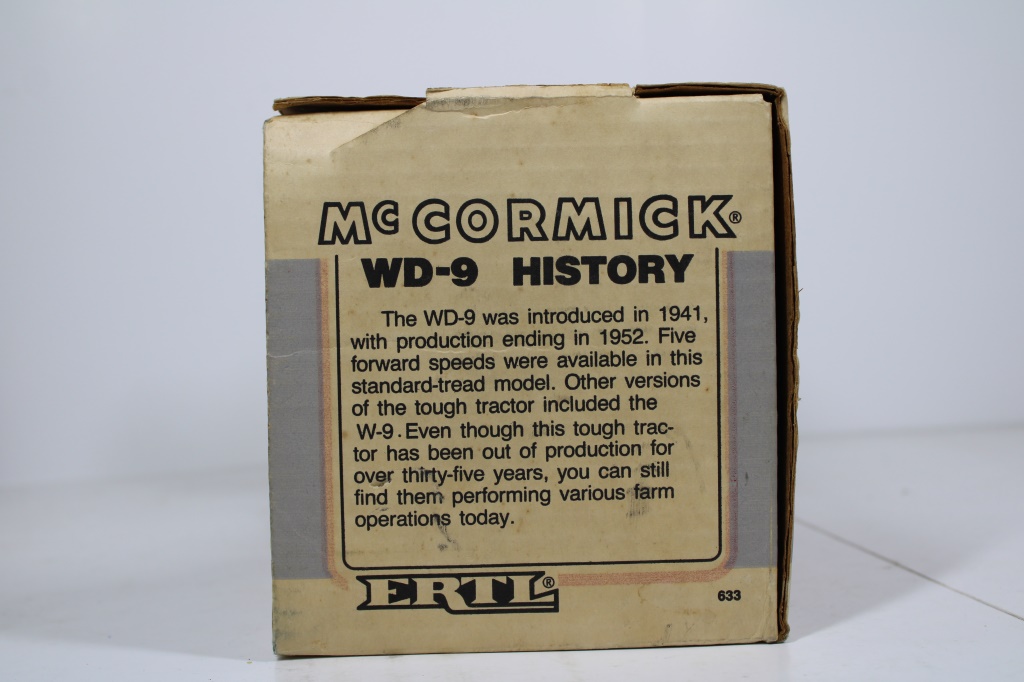 McCORMICK®
WD-9 HISTORY
The WD-9 was introduced in 1941,
with production ending in 1952. Five
forward speeds were available in this
standard-tread model. Other versions
of the tough tractor included the
W-9. Even though this tough trac-
tor has been out of production for
over thirty-five years, you can still
find them performing various farm
operations today.
ERTL®
633